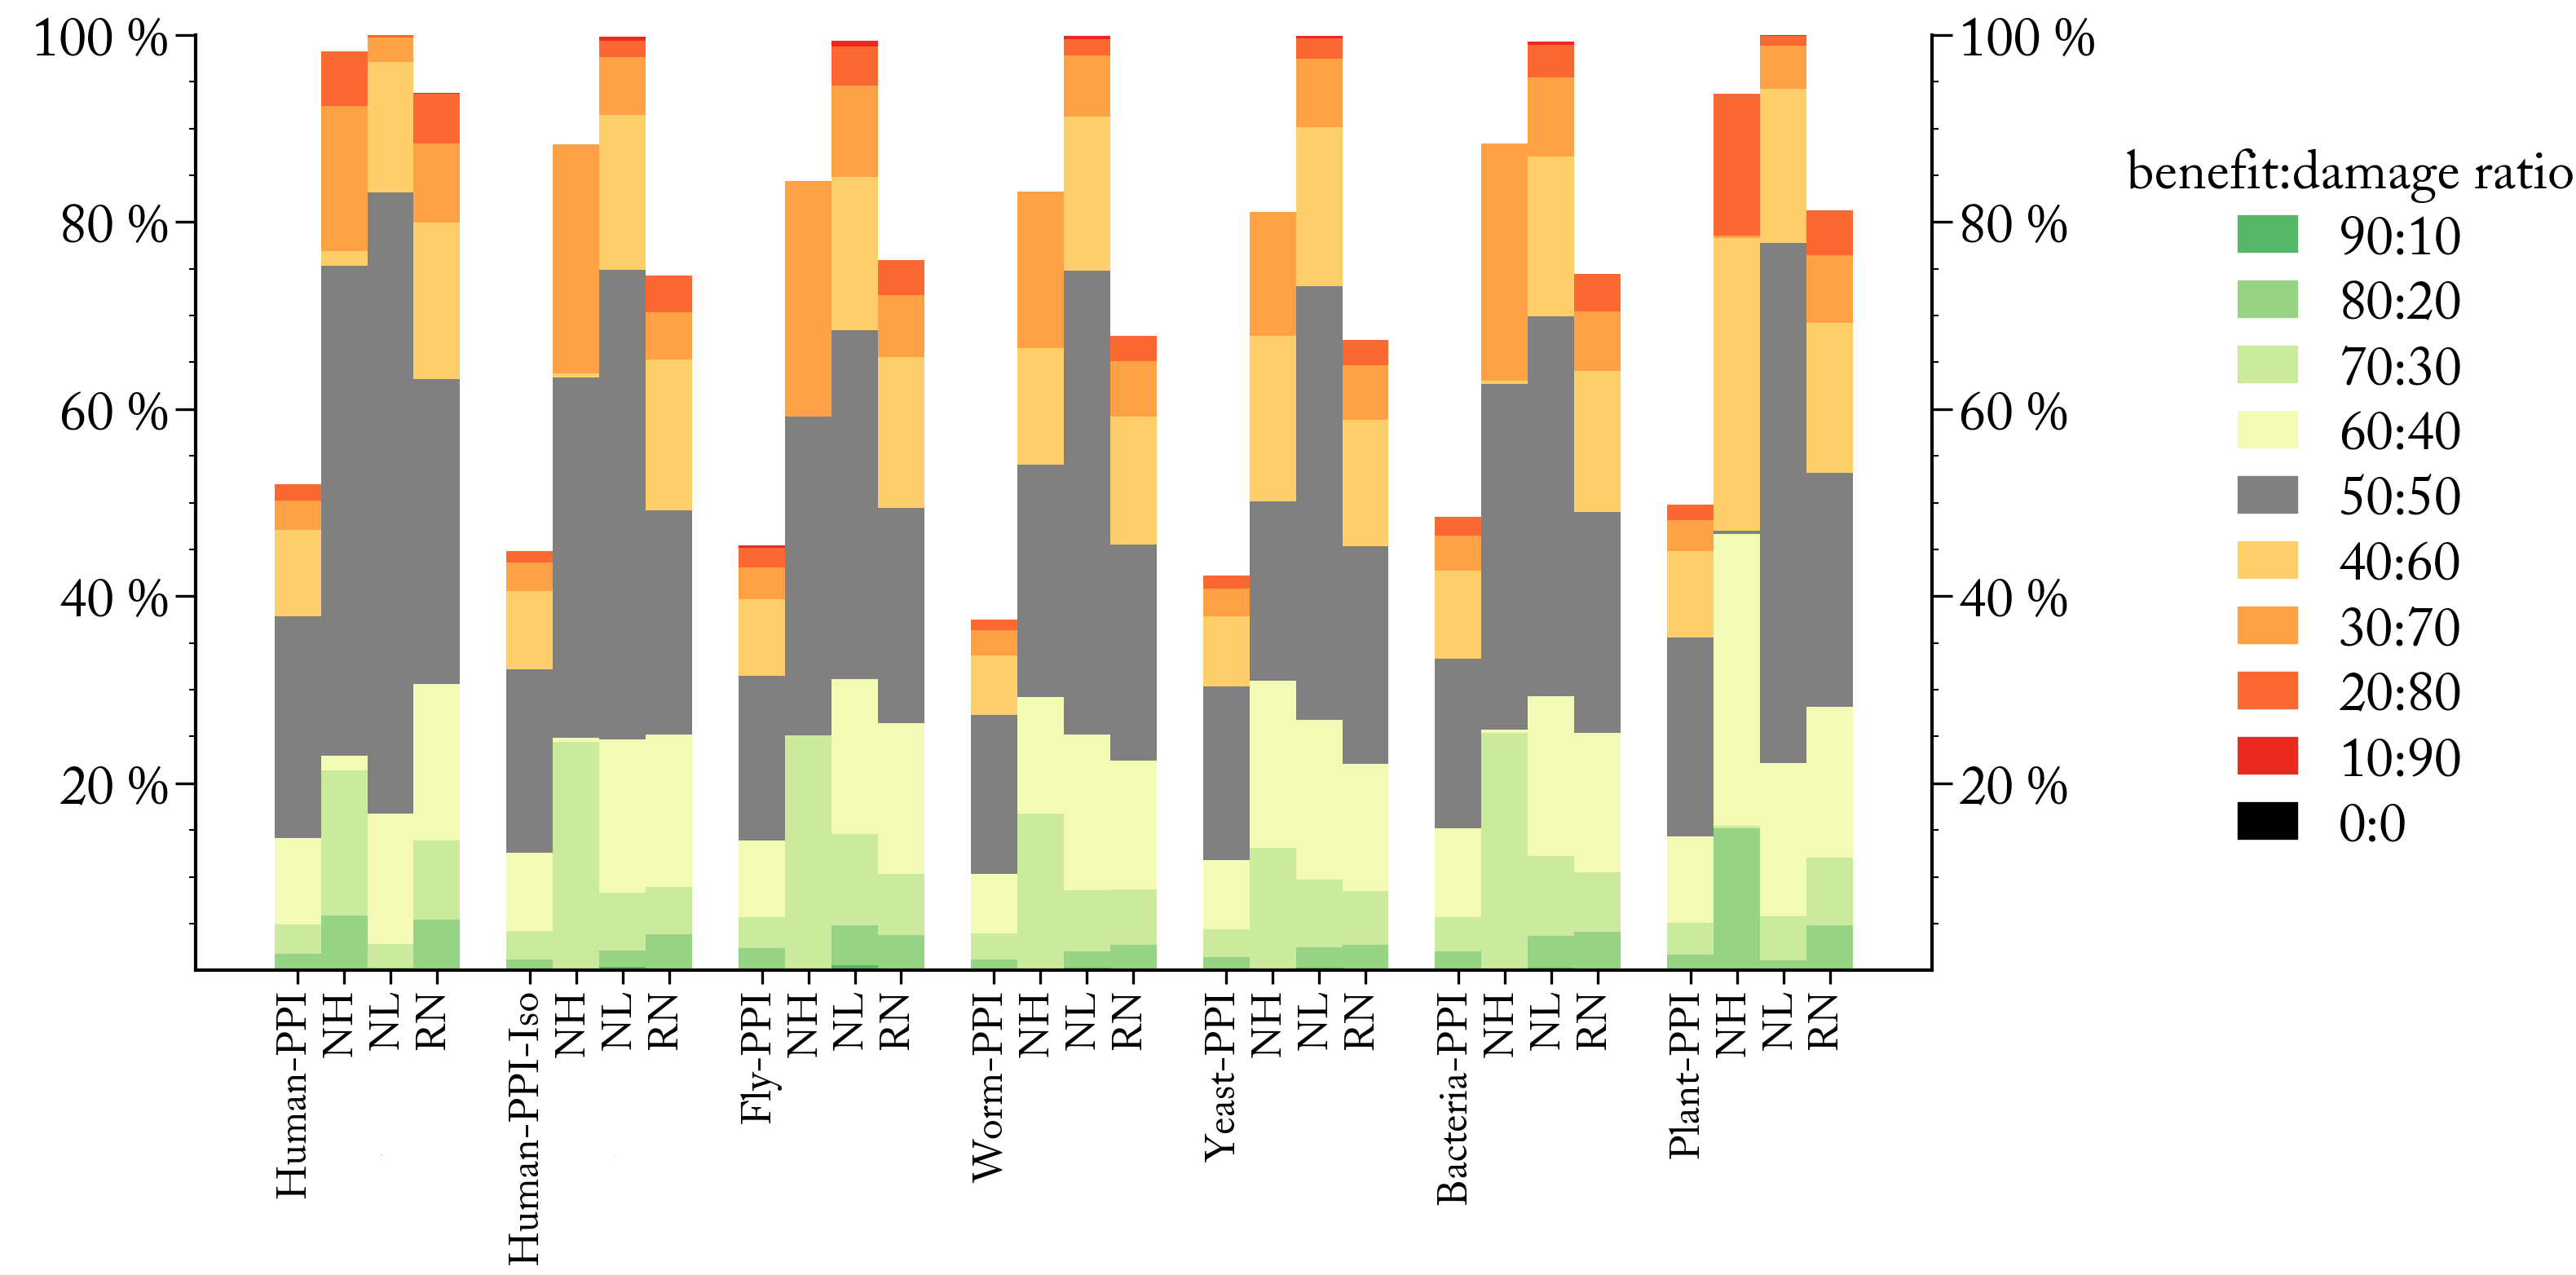 100 %
80 %
60 %
40 %
20 %
100 %
80 %
60 %
40 %
20 %
Human-PPI
NH
NL
RN
Human-PPI-Iso
NH
NL
RN
Fly-PPI
NH
NL
RN
Worm-PPI
NH
NL
RN
Yeast-PPI
NH
NL
RN
Bacteria-PPI
NH
NL
RN
Plant-PPI
NH
NL
RN
benefit:damage ratio
90:10
80:20
70:30
60:40
50:50
40:60
30:70
20:80
10:90
0:0